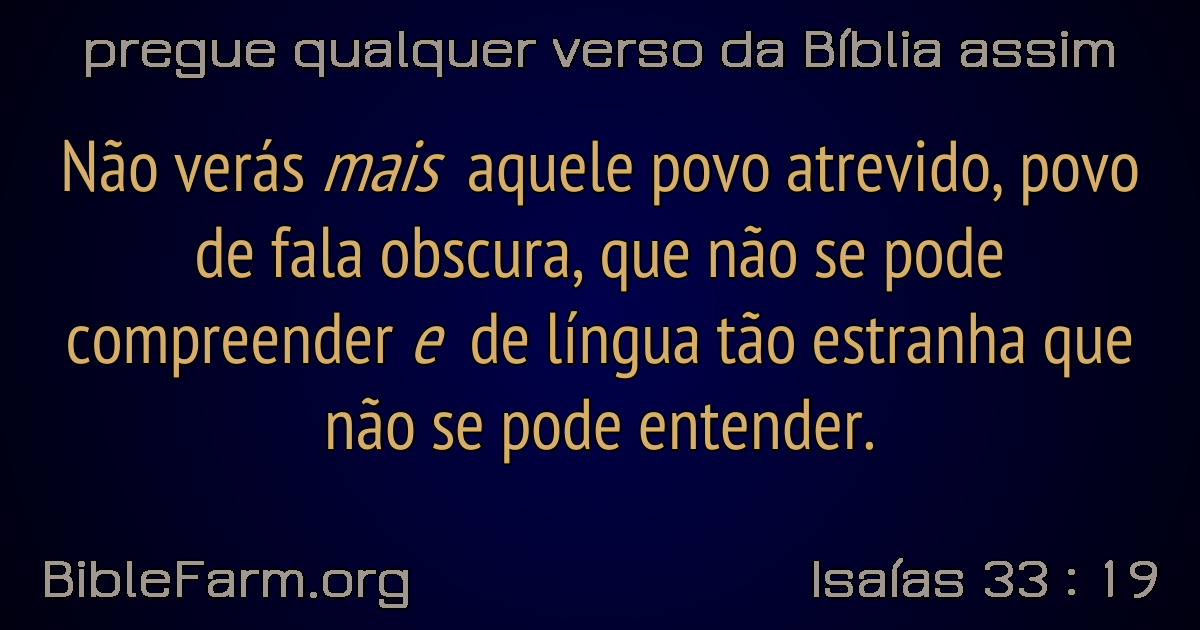 pregue qualquer verso da Bíblia assim
Não verás mais aquele povo atrevido, povo
de fala obscura, que não se pode
compreender e de língua tão estranha que
não se pode entender.
BibleFarm.org
Isaías 33 : 19